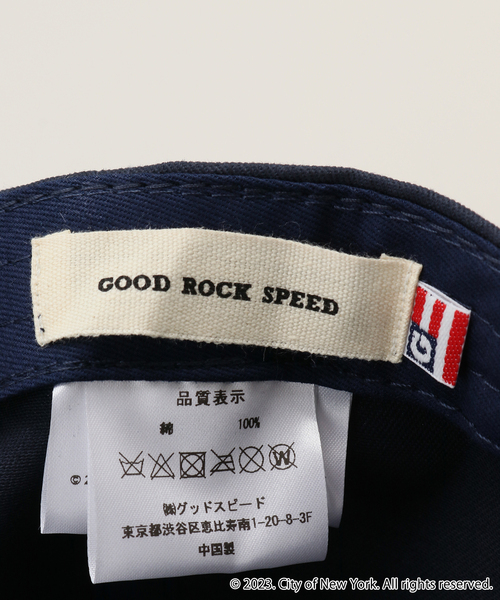 GOOD ROCK SPEED
G
品質表示
綿 100%
W
© 2
㈱グッドスピード
東京都渋谷区恵比寿南1-20-8-3F
中国製
© 2023. City of New York. All rights reserved.